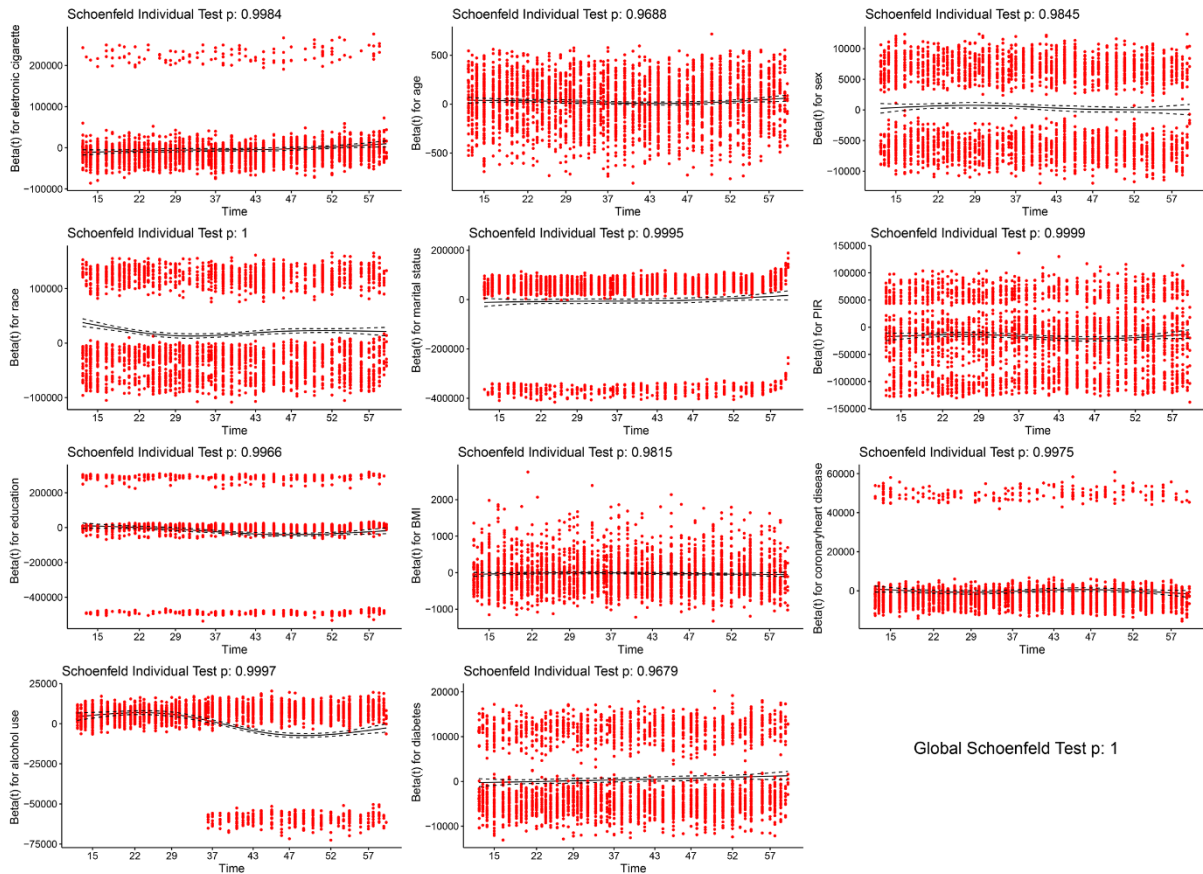 Schoenfeld Individual Test p: 0.9984
Beta(t) for eletronic cigarette
200000
100000
0
−100000
15 22 29 37 43 47 52 57
Time
Schoenfeld Individual Test p: 0.9688
Beta(t) for age
500
0
−500
15 22 29 37 43 47 52 57
Time
Schoenfeld Individual Test p: 0.9845
Beta(t) for sex
10000
5000
0
−5000
−10000
15 22 29 37 43 47 52 57
Time
Schoenfeld Individual Test p: 1
Beta(t) for race
100000
0
−100000
15 22 29 37 43 47 52 57
Time
Schoenfeld Individual Test p: 0.9995
Beta(t) for marital status
200000
0
−200000
−400000
15 22 29 37 43 47 52 57
Time
Schoenfeld Individual Test p: 0.9999
Beta(t) for PIR
150000
100000
50000
0
−50000
−100000
−150000
15 22 29 37 43 47 52 57
Time
Schoenfeld Individual Test p: 0.9966
Beta(t) for education
200000
0
−200000
−400000
15 22 29 37 43 47 52 57
Time
Schoenfeld Individual Test p: 0.9815
Beta(t) for BMI
2000
1000
0
−1000
15 22 29 37 43 47 52 57
Time
Schoenfeld Individual Test p: 0.9975
Beta(t) for coronaryheart disease
60000
40000
20000
0
15 22 29 37 43 47 52 57
Time
Schoenfeld Individual Test p: 0.9997
Beta(t) for alocohol use
25000
0
−25000
−50000
−75000
15 22 29 37 43 47 52 57
Time
Schoenfeld Individual Test p: 0.9679
Beta(t) for diabetes
20000
10000
0
−10000
15 22 29 37 43 47 52 57
Time
Global Schoenfeld Test p: 1